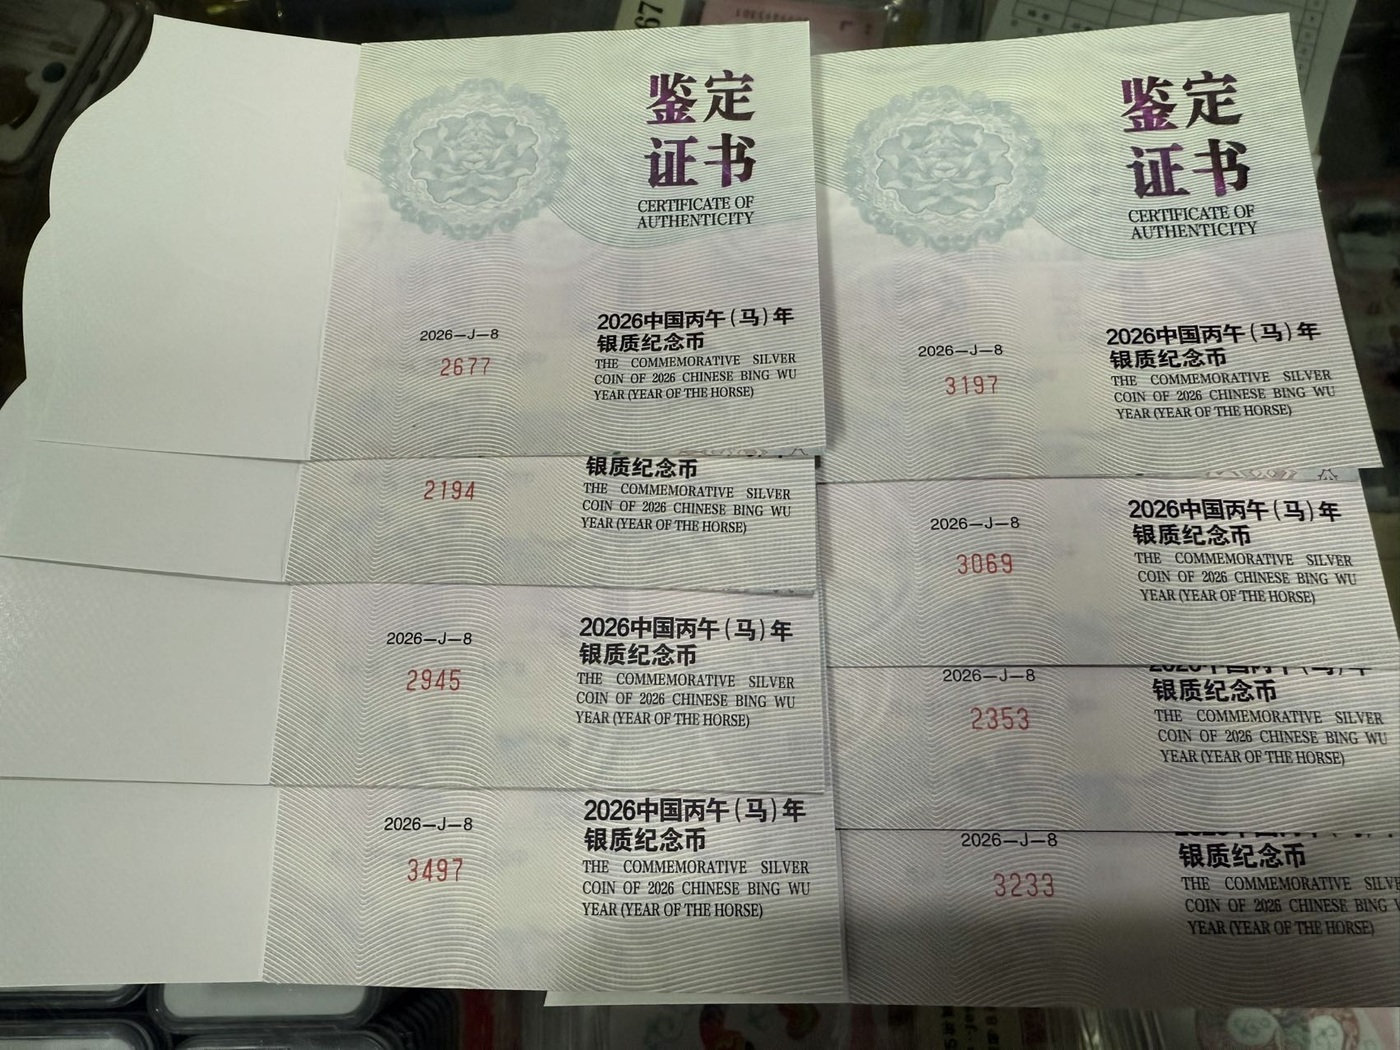 67
鉴定
证书
CERTIFICATE OF
AUTHENTICITY
2026-J-8
2677
2026中国丙午(马)年
银质纪念币
THE COMMEMORATIVE SILVER
COIN OF 2026 CHINESE BING WU
YEAR (YEAR OF THE HORSE)
2194
银质纪念币
THE COMMEMORATIVE SILVER
COIN OF 2026 CHINESE BING WU
YEAR (YEAR OF THE HORSE)
2026-J-8
2945
2026中国丙午(马)年
银质纪念币
THE COMMEMORATIVE SILVER
COIN OF 2026 CHINESE BING WU
YEAR (YEAR OF THE HORSE)
2026-J-8
3497
2026中国丙午(马)年
银质纪念币
THE COMMEMORATIVE SILVER
COIN OF 2026 CHINESE BING WU
YEAR (YEAR OF THE HORSE)
鉴定
证书
CERTIFICATE OF
AUTHENTICITY
2026-J-8
3197
2026中国丙午(马)年
银质纪念币
THE COMMEMORATIVE SILVER
COIN OF 2026 CHINESE BING WU
YEAR (YEAR OF THE HORSE)
2026-J-8
3069
2026中国丙午(马)年
银质纪念币
THE COMMEMORATIVE SILVER
COIN OF 2026 CHINESE BING WU
YEAR (YEAR OF THE HORSE)
2026-J-8
2353
2026中国丙午(马)年
银质纪念币
THE COMMEMORATIVE SILVER
COIN OF 2026 CHINESE BING WU
YEAR (YEAR OF THE HORSE)
2026-J-8
3233
银质纪念币
THE COMMEMORATIVE
COIN OF 2026 CHINESE BING
YEAR (YEAR OF THE HORSE)